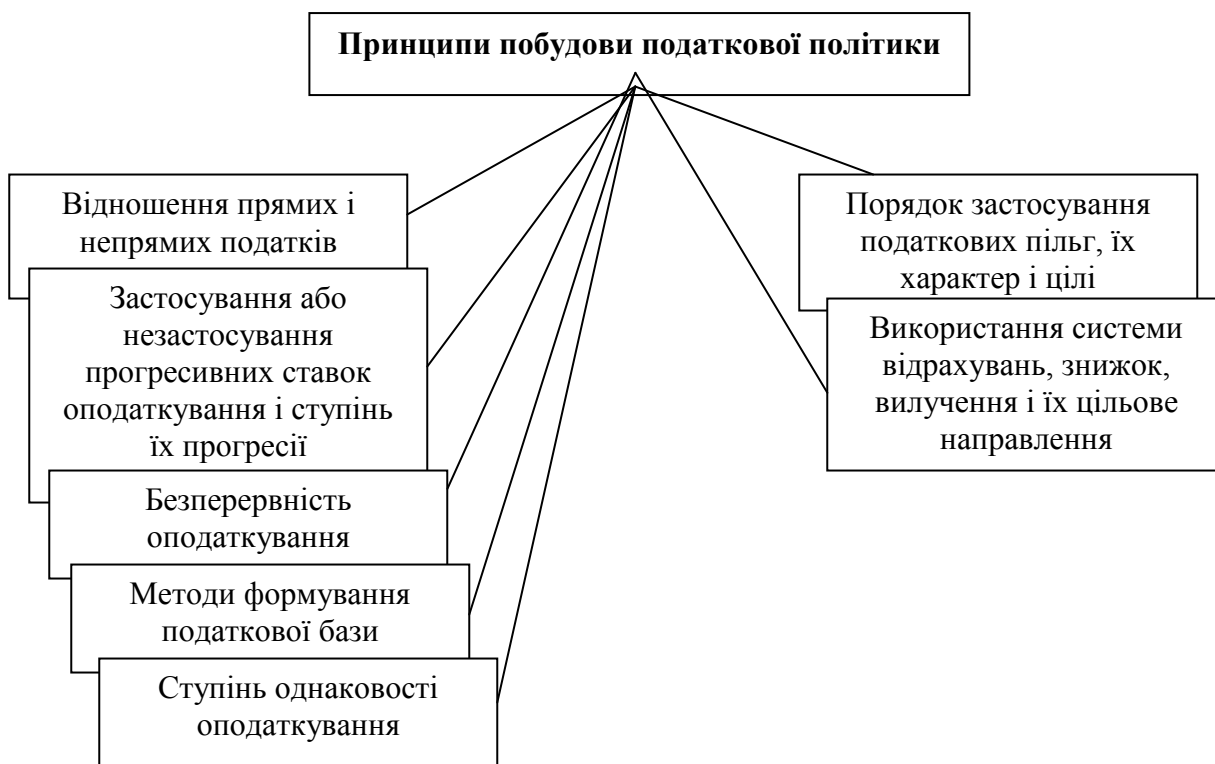 Принципи побудови податкової політики
Відношення прямих і
непрямих податків
Застосування або
незастосування
прогресивних ставок
оподаткування і ступінь
їх прогресії
Безперервність
оподаткування
Методи формування
податкової бази
Ступінь однаковості
оподаткування
Порядок застосування
податкових пільг, їх
характер і цілі
Використання системи
відрахувань, знижок,
вилучення і їх цільове
направлення